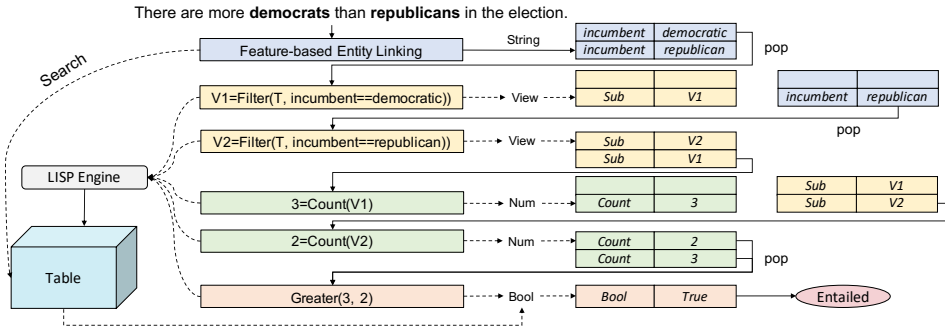 There are more democrats than republicans in the election.
Feature-based Entity Linking
String
incumbent democratic
incumbent republican
pop
Search
V1=Filter(T, incumbent==democratic))
View
Sub V1
incumbent republican
pop
V2=Filter(T, incumbent==republican))
View
Sub V2
Sub V1
LISP Engine
3=Count(V1)
Num
Count 3
Sub V1
Sub V2
2=Count(V2)
Num
Count 2
Count 3
pop
Table
Greater(3, 2)
Bool
Bool True
Entailed